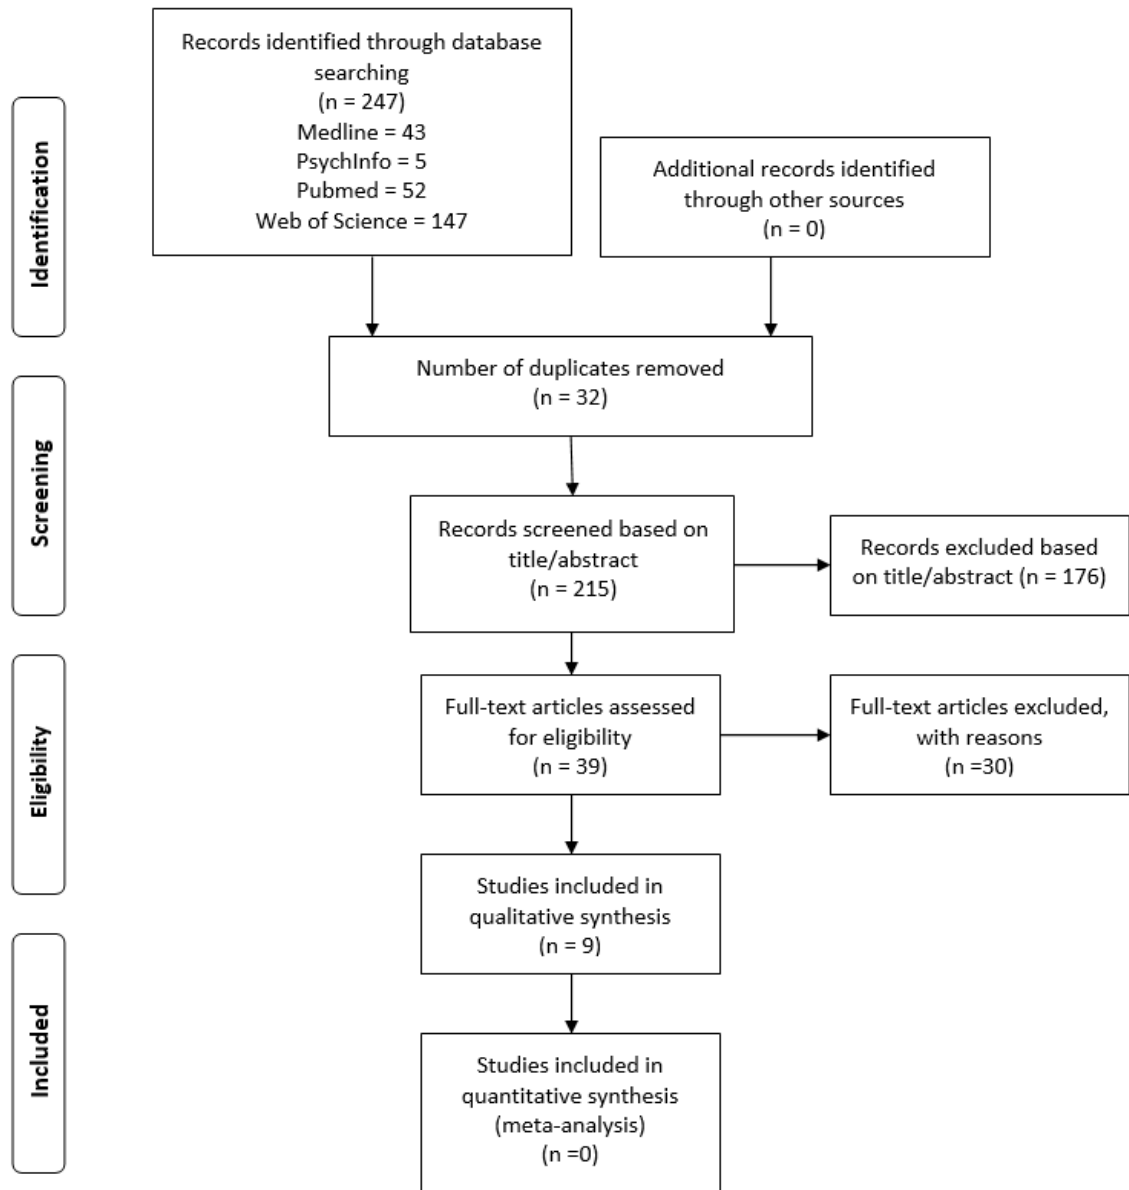 Records identified through database
searching
(n = 247)
Medline = 43
PsychInfo = 5
Pubmed = 52
Web of Science = 147
Additional records identified
through other sources
(n = 0)
Identification
Number of duplicates removed
(n = 32)
Screening
Records screened based on
title/abstract
(n = 215)
Records excluded based
on title/abstract (n = 176)
Eligibility
Full-text articles assessed
for eligibility
(n = 39)
Full-text articles excluded,
with reasons
(n =30)
Studies included in
qualitative synthesis
(n = 9)
Included
Studies included in
quantitative synthesis
(meta-analysis)
(n =0)